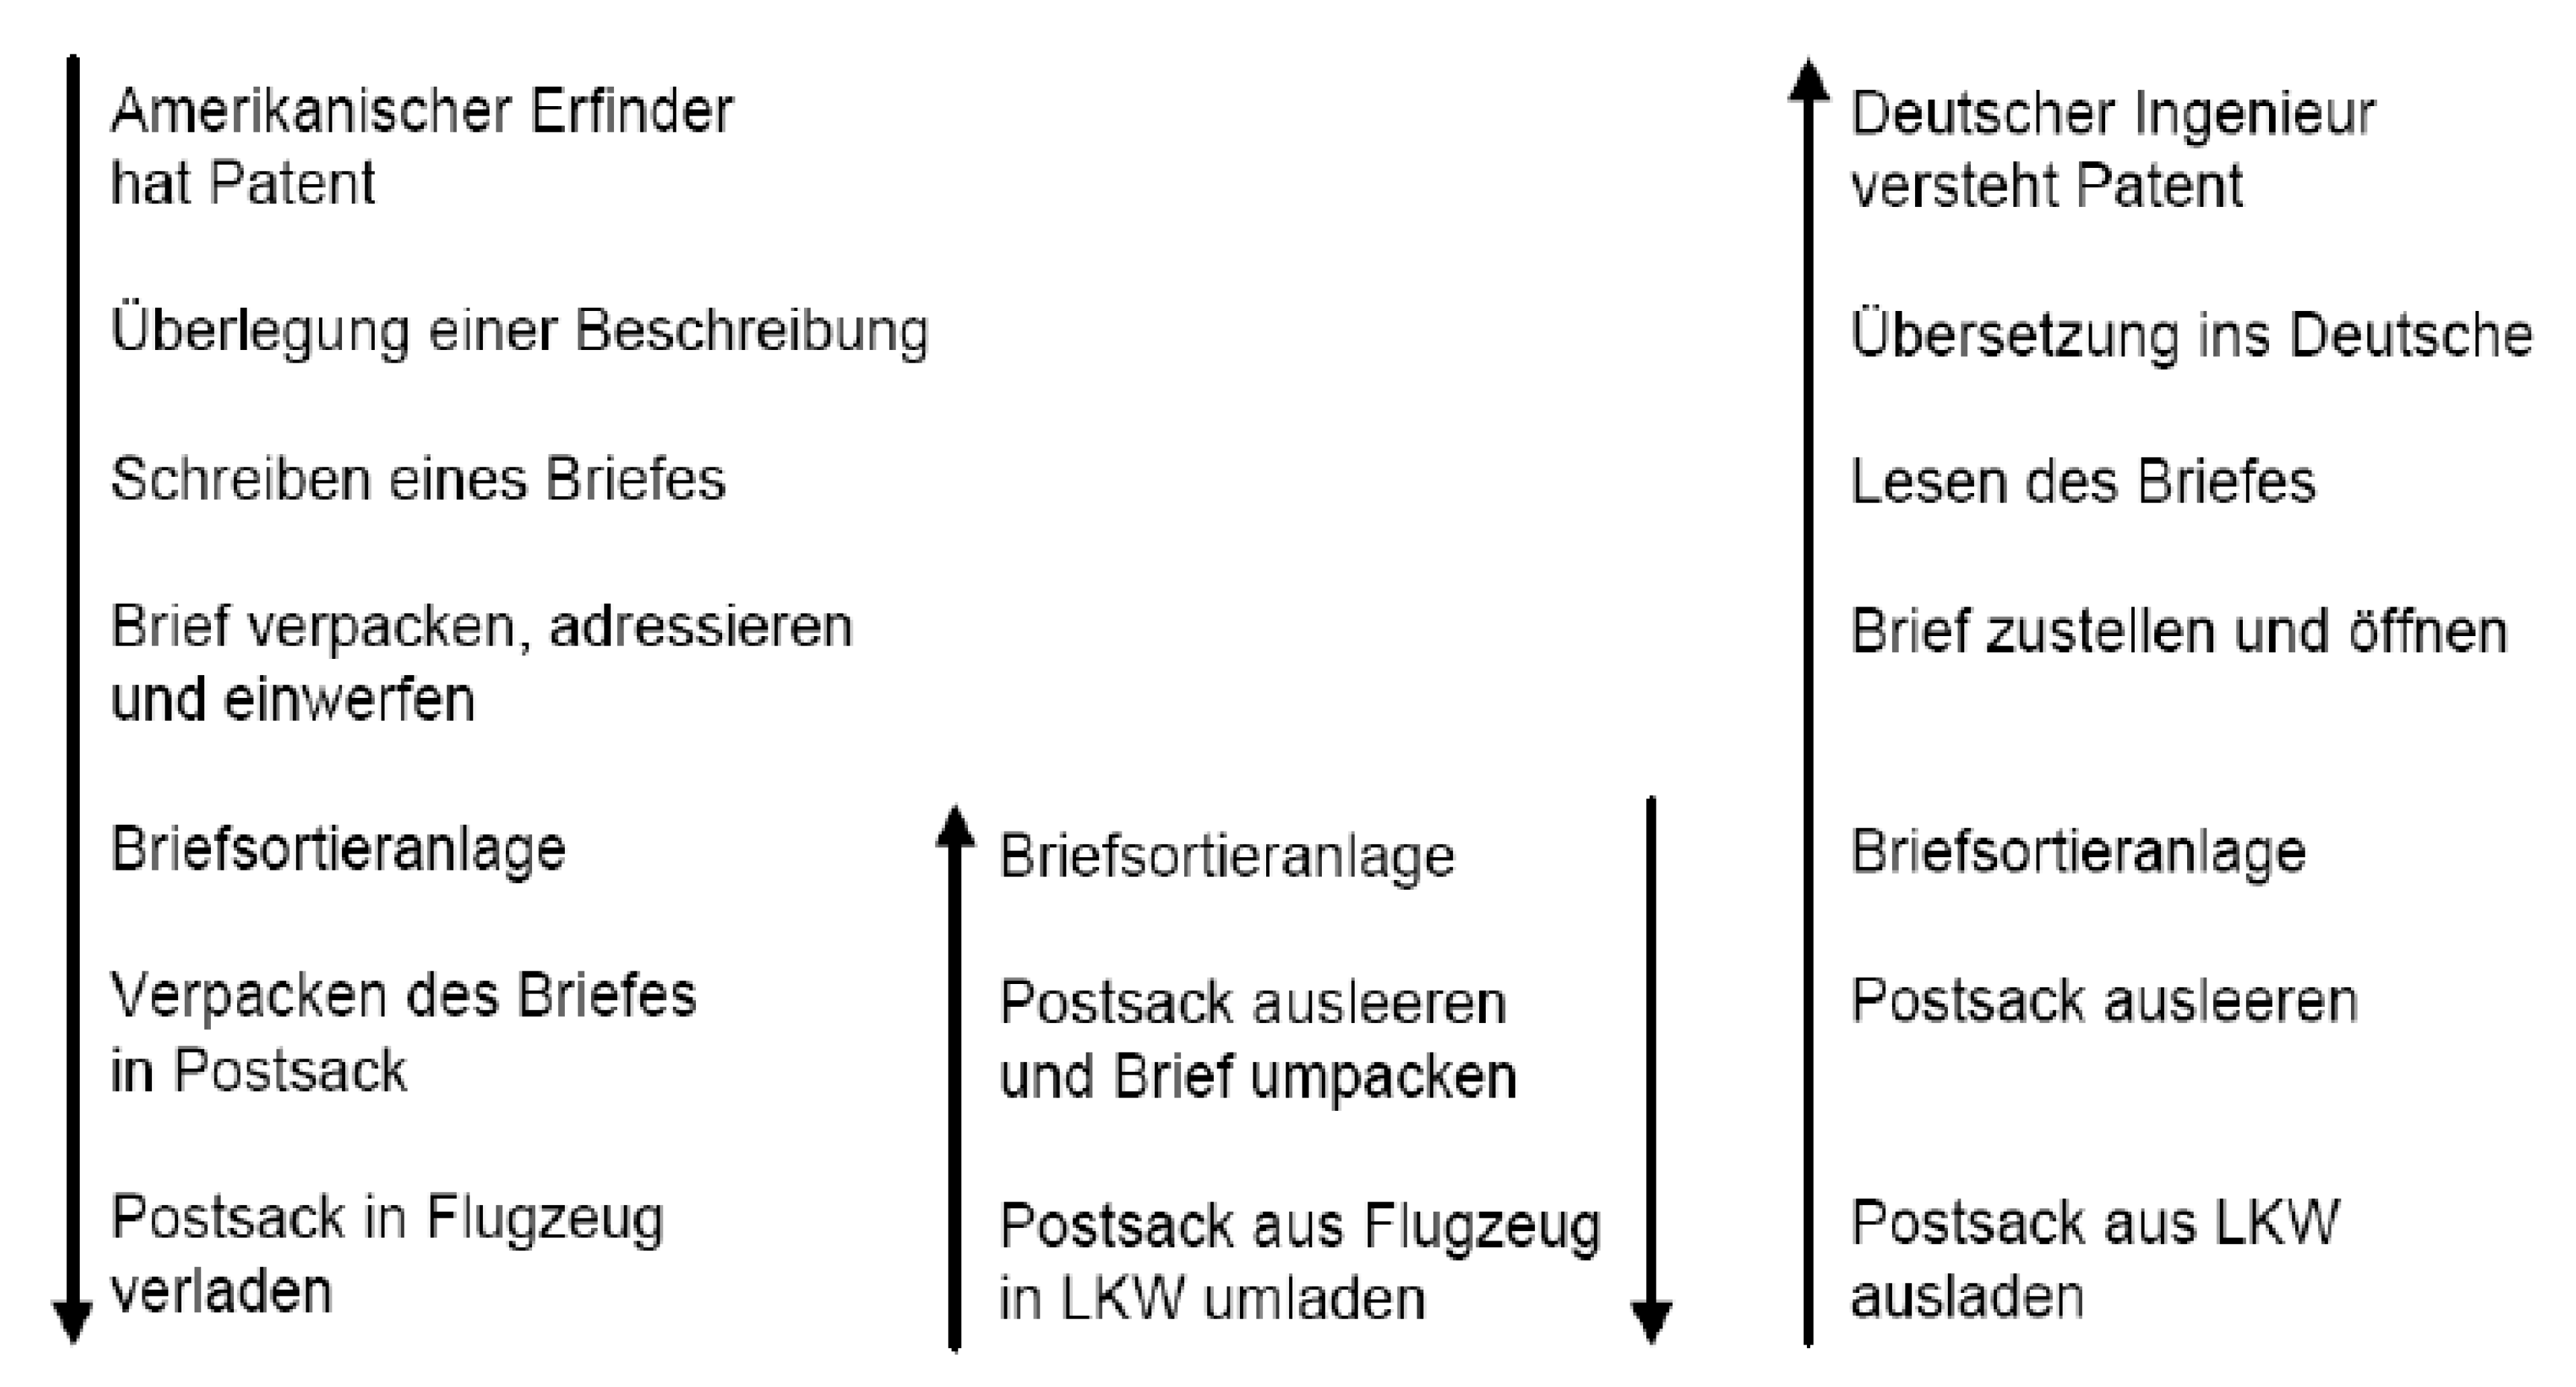 Amerikanischer Erfinder
hat Patent
Überlegung einer Beschreibung
Schreiben eines Briefes
Brief verpacken, adressieren
und einwerfen
Briefsortieranlage
Verpacken des Briefes
in Postsack
Postsack in Flugzeug
verladen
Briefsortieranlage
Postsack ausleeren
und Brief umpacken
Postsack aus Flugzeug
in LKW umladen
Deutscher Ingenieur
versteht Patent
Übersetzung ins Deutsche
Lesen des Briefes
Brief zustellen und öffnen
Briefsortieranlage
Postsack ausleeren
Postsack aus LKW
ausladen